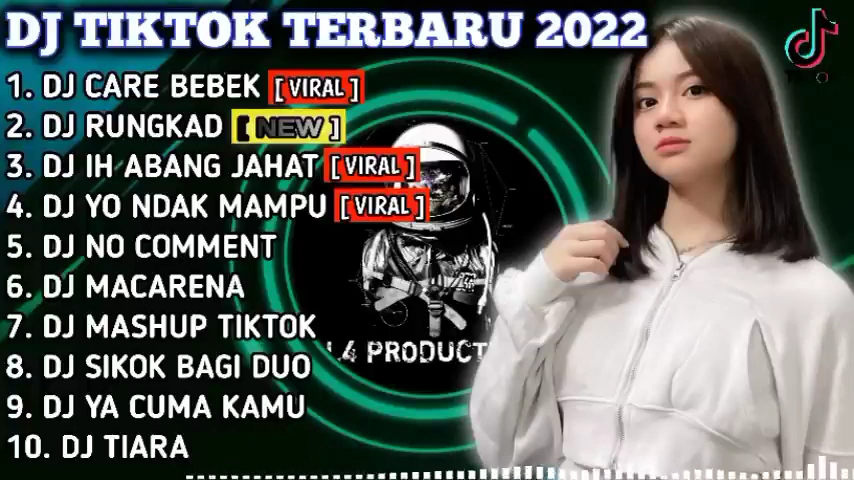 DJ TIKTOK TERBARU 2022
1. DJ CARE BEBEK [ VIRAL ]
2. DJ RUNGKAD [ NEW ]
3. DJ IH ABANG JAHAT [ VIRAL ]
4. DJ YO NDAK MAMPU [ VIRAL ]
5. DJ NO COMMENT
6. DJ MACARENA
7. DJ MASHUP TIKTOK
8. DJ SIKOK BAGI DUO
9. DJ YA CUMA KAMU
10. DJ TIARA